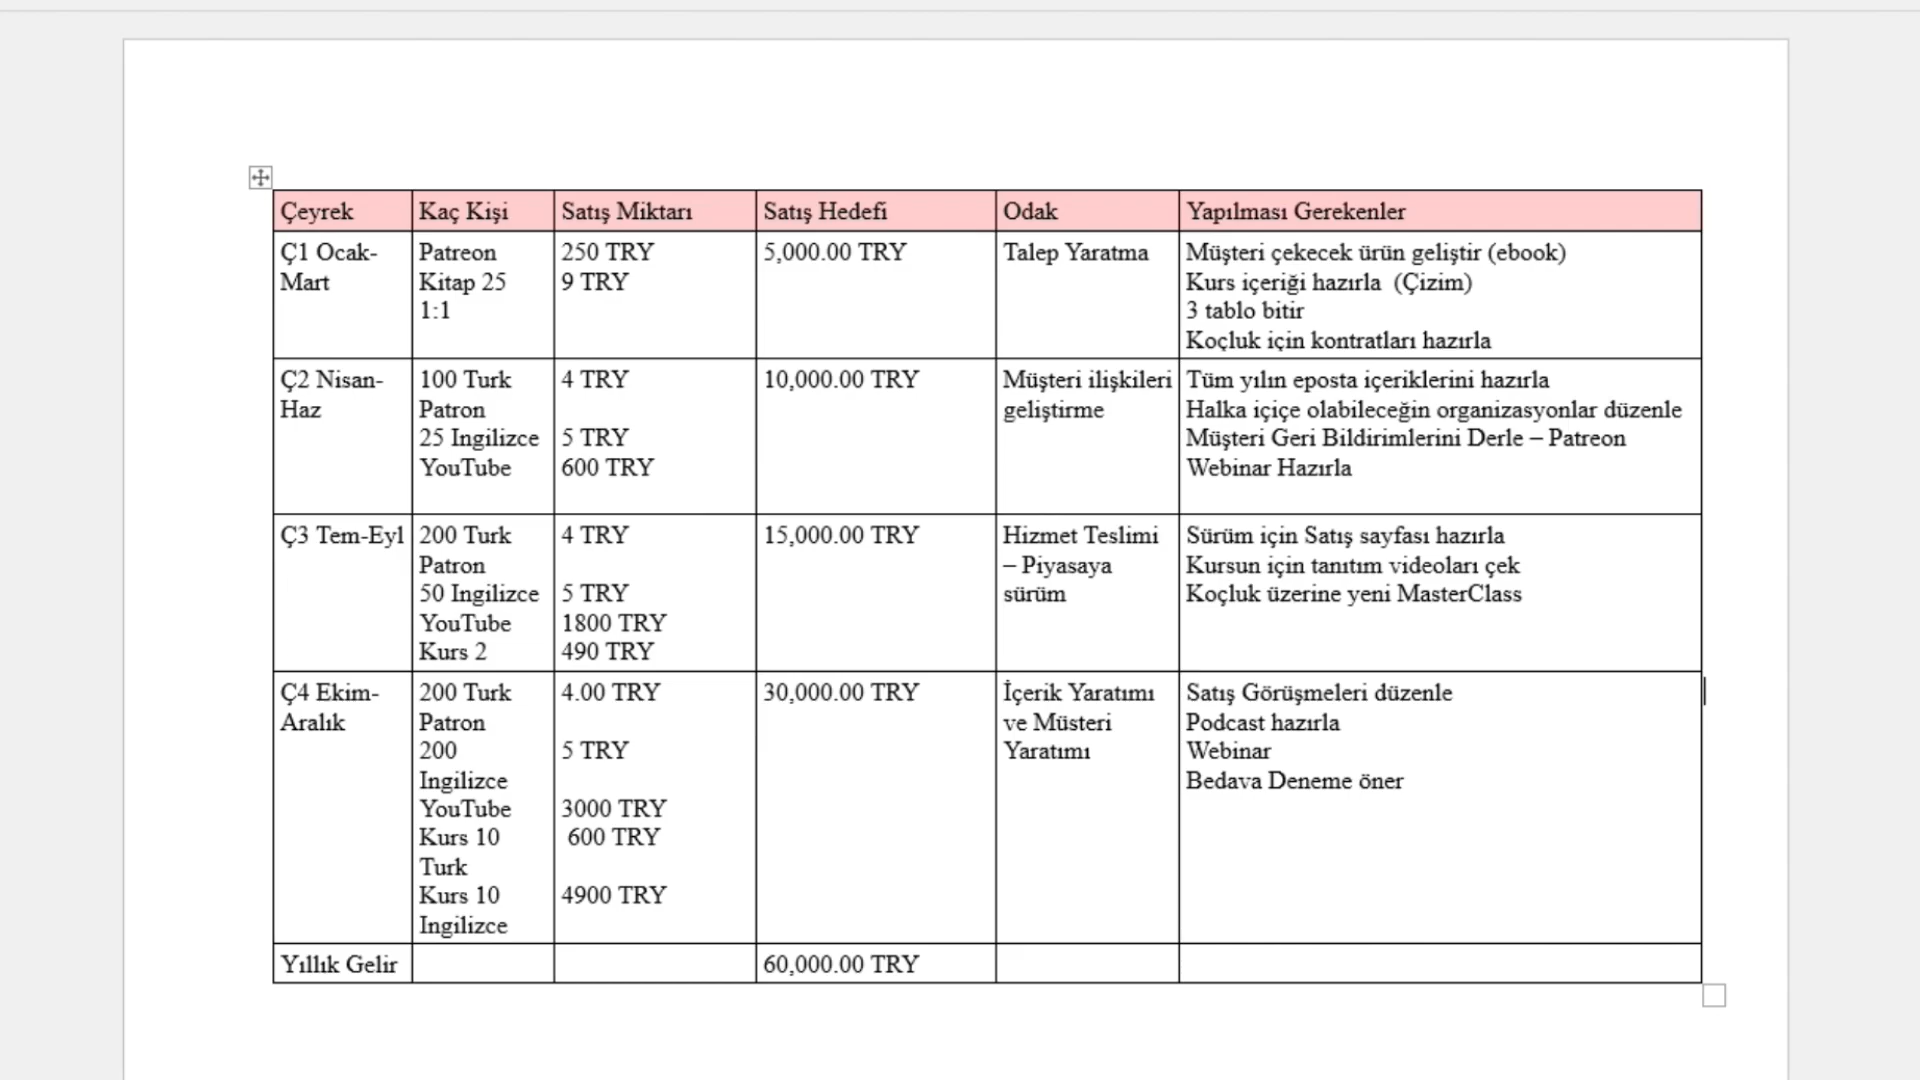 Çeyrek Kaç Kişi Satış Miktarı Satış Hedefi Odak Yapılması Gerekenler
Ç1 Ocak- Patreon 250 TRY 5,000.00 TRY Talep Yaratma Müşteri çekecek ürün geliştir (ebook)
Mart Kitap 25 9 TRY Kurs içeriği hazırla (Çizim)
1:1 3 tablo bitir
Koçluk için kontratları hazırla
Ç2 Nisan- 100 Turk 4 TRY 10,000.00 TRY Müşteri ilişkileri Tüm yılın eposta içeriklerini hazırla
Haz Patron geliştirme Halka içiçe olabileceğin organizasyonlar düzenle
25 Ingilizce 5 TRY Müşteri Geri Bildirimlerini Derle – Patreon
YouTube 600 TRY Webinar Hazırla
Ç3 Tem-Eyl 200 Turk 4 TRY 15,000.00 TRY Hizmet Teslimi Sürüm için Satış sayfası hazırla
Patron – Piyasaya Kursun için tanıtım videoları çek
50 Ingilizce 5 TRY sürüm Koçluk üzerine yeni MasterClass
YouTube 1800 TRY
Kurs 2 490 TRY
Ç4 Ekim- 200 Turk 4.00 TRY 30,000.00 TRY İçerik Yaratımı Satış Görüşmeleri düzenle
Aralık Patron ve Müsteri Podcast hazırla
200 5 TRY Yaratımı Webinar
Ingilizce Bedava Deneme öner
YouTube 3000 TRY
Kurs 10 600 TRY
Turk
Kurs 10 4900 TRY
Ingilizce
Yıllık Gelir 60,000.00 TRY